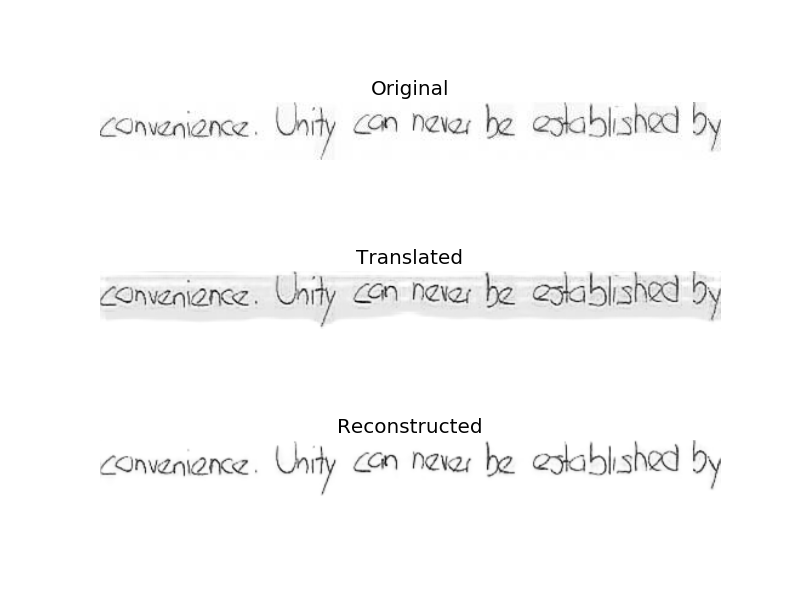 Original
convenience. Unity can never be established by
Translated
convenience. Unity can never be established by
Reconstructed
convenience. Unity can never be established by